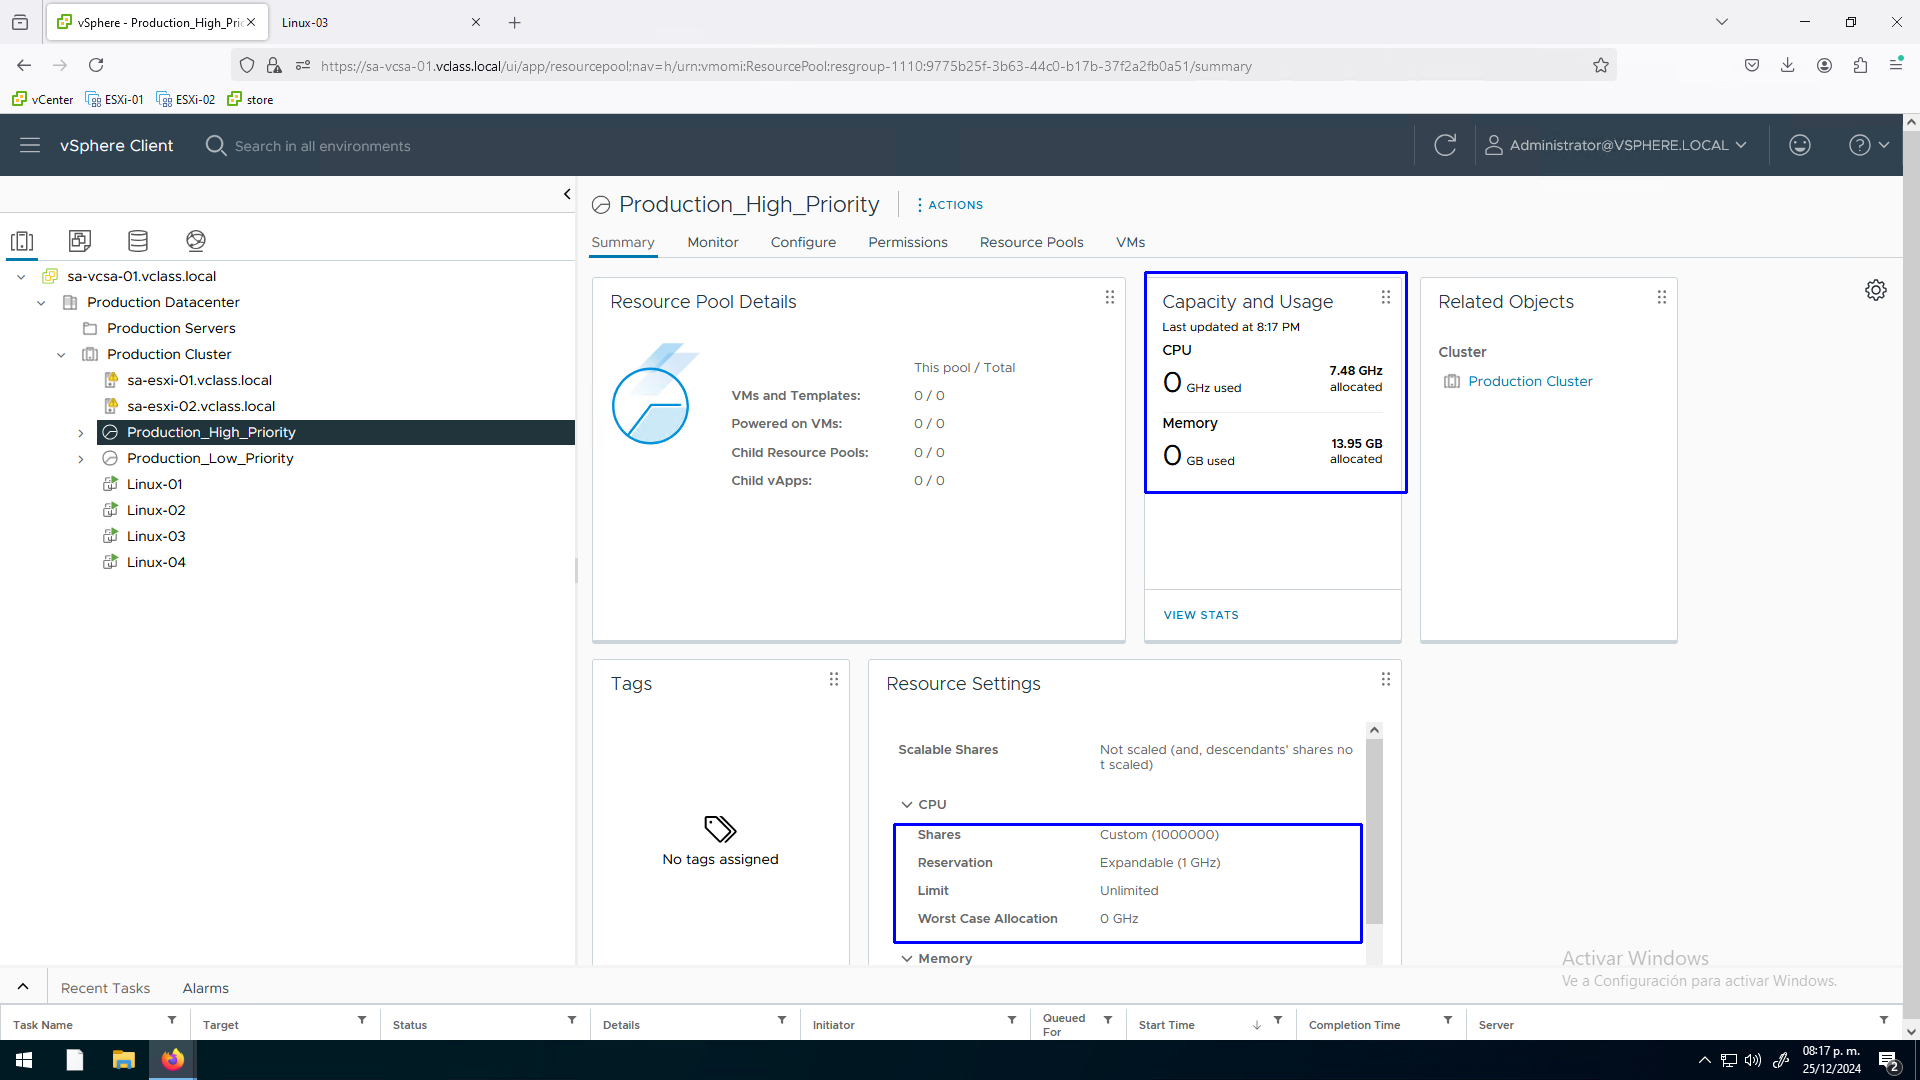 vSphere - Production_High_Pri
Linux-03
https://sa-vcsa-01.vclass.local/ui/app/resourcepool;nav=h/urn:vmomi:ResourcePool:resgroup-1110:9775b25f-3b63-44c0-b17b-37f2a2fb0a51/summary
vCenter ESXi-01 ESXi-02 store
vSphere Client
Search in all environments
Administrator@VSPHERE.LOCAL
sa-vcsa-01.vclass.local
Production Datacenter
Production Servers
Production Cluster
sa-esxi-01.vclass.local
sa-esxi-02.vclass.local
Production_High_Priority
Production_Low_Priority
Linux-01
Linux-02
Linux-03
Linux-04
Production_High_Priority
ACTIONS
Summary Monitor Configure Permissions Resource Pools VMs
Resource Pool Details
This pool / Total
VMs and Templates: 0 / 0
Powered on VMs: 0 / 0
Child Resource Pools: 0 / 0
Child vApps: 0 / 0
Capacity and Usage
Last updated at 8:17 PM
CPU
0 GHz used
7.48 GHz
allocated
Memory
0 GB used
13.95 GB
allocated
VIEW STATS
Related Objects
Cluster
Production Cluster
Tags
No tags assigned
Resource Settings
Scalable Shares
Not scaled (and, descendants' shares no
t scaled)
CPU
Shares Custom (1000000)
Reservation Expandable (1 GHz)
Limit Unlimited
Worst Case Allocation 0 GHz
Memory
Activar Windows
Ve a Configuración para activar Windows.
Recent Tasks Alarms
Task Name
Target
Status
Details
Initiator
Queued
For
Start Time
Completion Time
Server
08:17 p. m.
25/12/2024
2